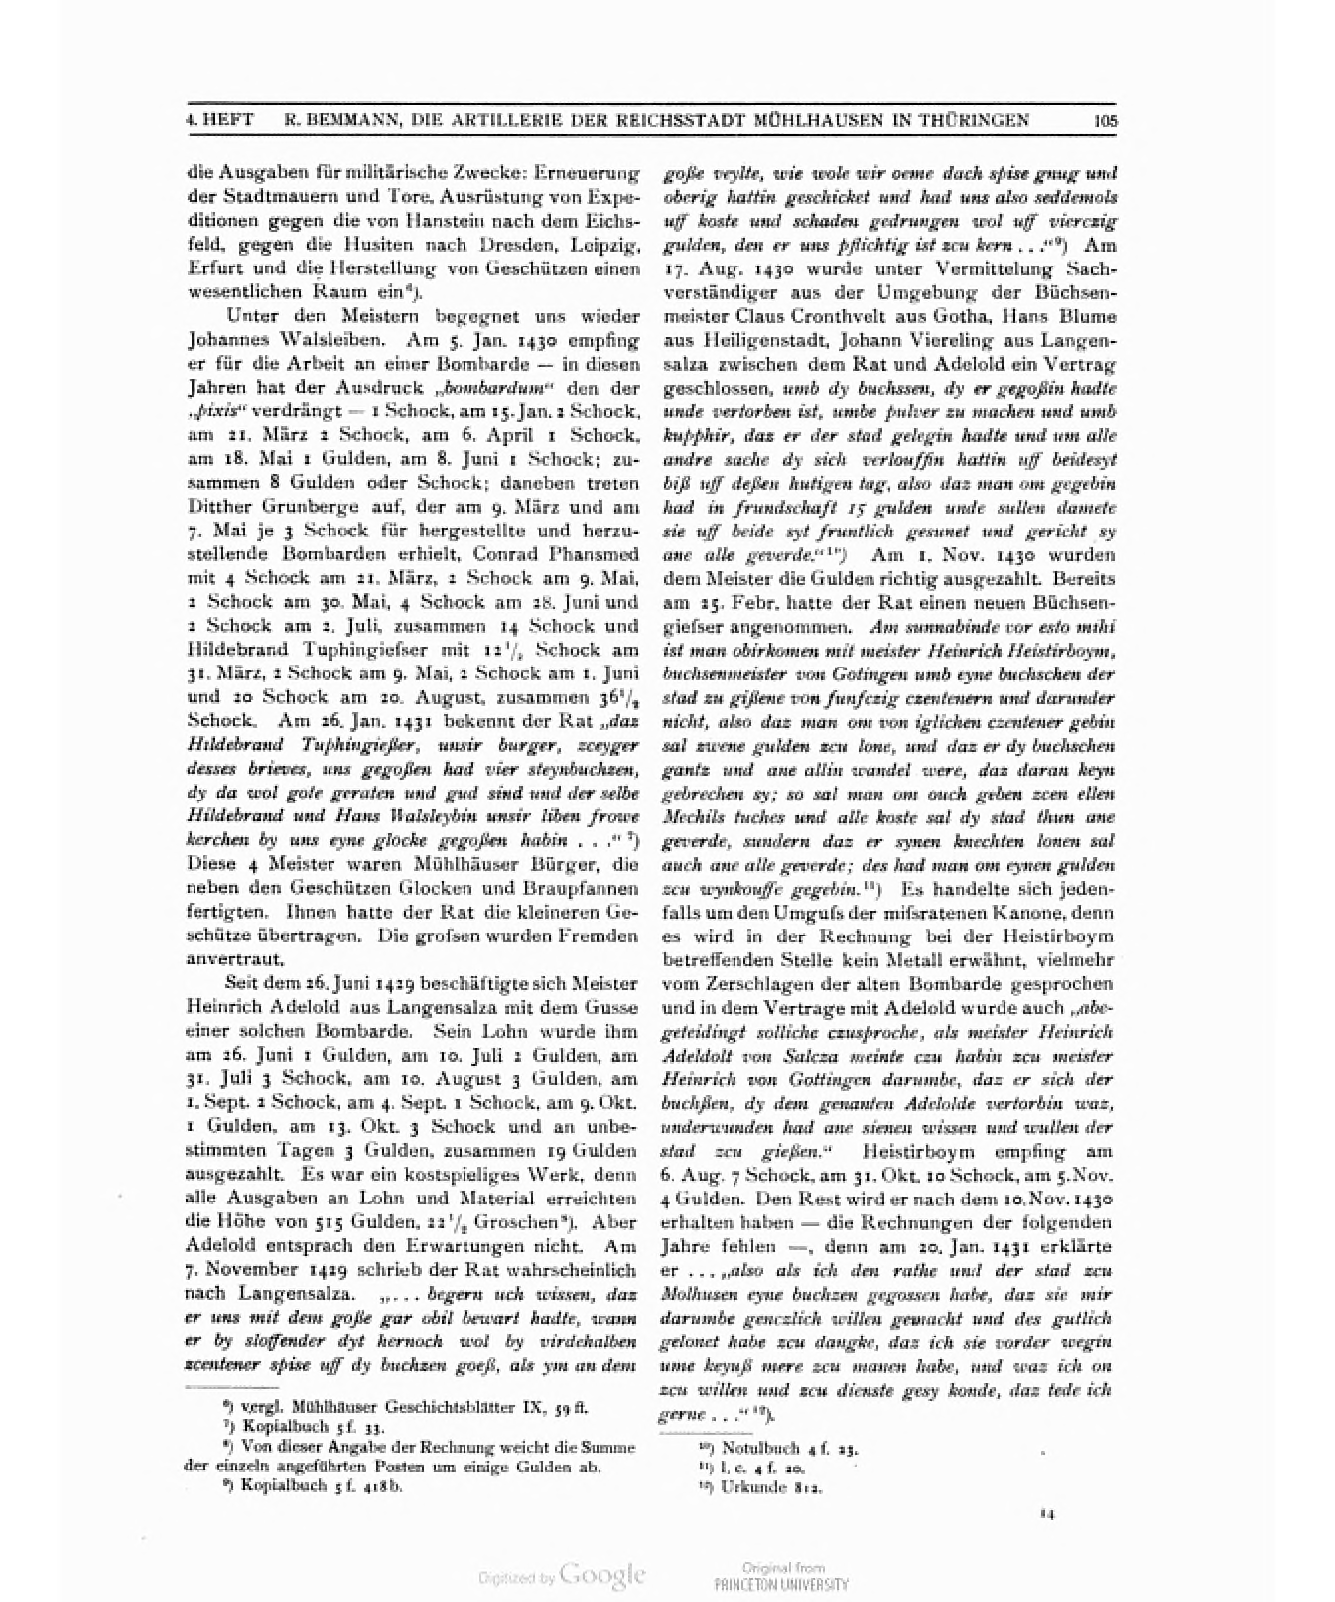 4. HEFT R. BEMMANN, DIE ARTILLERIE DER REICHSSTADT MÜHLHAUSEN IN THÜRINGEN 105
die Ausgaben für militärische Zwecke: Erneuerung
der Stadtmauern und Tore, Ausrüstung von Expe-
ditionen gegen die von Hanstein nach dem Eichs-
feld, gegen die Husiten nach Dresden, Leipzig,
Erfurt und die Herstellung von Geschützen einen
wesentlichen Raum ein⁶).
Unter den Meistern begegnet uns wieder
Johannes Walsleiben. Am 5. Jan. 1430 empfing
er für die Arbeit an einer Bombarde — in diesen
Jahren hat der Ausdruck „bombardum“ den der
„pixis“ verdrängt — 1 Schock, am 15. Jan. 2 Schock,
am 21. März 2 Schock, am 6. April 1 Schock,
am 18. Mai 1 Gulden, am 8. Juni 1 Schock; zu-
sammen 8 Gulden oder Schock; daneben treten
Ditther Grunberge auf, der am 9. März und am
7. Mai je 3 Schock für hergestellte und herzu-
stellende Bombarden erhielt, Conrad Phansmed
mit 4 Schock am 21. März, 2 Schock am 9. Mai,
2 Schock am 30. Mai, 4 Schock am 28. Juni und
2 Schock am 2. Juli, zusammen 14 Schock und
Hildebrand Tuphingiefser mit 12¹/₂ Schock am
31. März, 2 Schock am 9. Mai, 2 Schock am 1. Juni
und 20 Schock am 20. August, zusammen 36¹/₂
Schock. Am 26. Jan. 1431 bekennt der Rat „daz
Hildebrand Tuphingießer, unsir burger, zceyger
desses brieves, uns gegoßen had vier steynbuchzen,
dy da wol gote geraten und gud sind und der selbe
Hildebrand und Hans Walsleybin unsir liben frowe
kerchen by uns eyne glocke gegoßen habin . . .“ ⁷)
Diese 4 Meister waren Mühlhäuser Bürger, die
neben den Geschützen Glocken und Braupfannen
fertigten. Ihnen hatte der Rat die kleineren Ge-
schütze übertragen. Die grofsen wurden Fremden
anvertraut.
Seit dem 26. Juni 1429 beschäftigte sich Meister
Heinrich Adelold aus Langensalza mit dem Gusse
einer solchen Bombarde. Sein Lohn wurde ihm
am 26. Juni 1 Gulden, am 10. Juli 2 Gulden, am
31. Juli 3 Schock, am 10. August 3 Gulden, am
1. Sept. 2 Schock, am 4. Sept. 1 Schock, am 9. Okt.
1 Gulden, am 13. Okt. 3 Schock und an unbe-
stimmten Tagen 3 Gulden, zusammen 19 Gulden
ausgezahlt. Es war ein kostspieliges Werk, denn
alle Ausgaben an Lohn und Material erreichten
die Höhe von 515 Gulden, 22¹/₂ Groschen⁸). Aber
Adelold entsprach den Erwartungen nicht. Am
7. November 1429 schrieb der Rat wahrscheinlich
nach Langensalza. „. . . begern uch wissen, daz
er uns mit dem goße gar obil bewart hadte, wann
er by sloffender dyt hernoch wol by virdehalben
zcentener spise uff dy buchzen goeß, als ym an dem
⁶) vergl. Mühlhäuser Geschichtsblätter IX, 59 ff.
⁷) Kopialbuch 5 f. 33.
⁸) Von dieser Angabe der Rechnung weicht die Summe
der einzeln angeführten Posten um einige Gulden ab.
⁹) Kopialbuch 5 f. 418b.
goße veylte, wie wole wir oeme dach spise gnug und
oberig hattin geschicket und had uns also seddemols
uff koste und schaden gedrungen wol uff vierczig
gulden, den er uns pflichtig ist zcu kern . . .“⁹) Am
17. Aug. 1430 wurde unter Vermittelung Sach-
verständiger aus der Umgebung der Büchsen-
meister Claus Cronthvelt aus Gotha, Hans Blume
aus Heiligenstadt, Johann Viereling aus Langen-
salza zwischen dem Rat und Adelold ein Vertrag
geschlossen, umb dy buchssen, dy er gegoßin hadte
unde vertorben ist, umbe pulver zu machen und umb
kupphir, daz er der stad gelegin hadte und um alle
andre sache dy sich verlouffin hattin uff beidesyt
biß uff deßen hutigen tag, also daz man om gegebin
had in frundschaft 15 gulden unde sullen damete
sie uff beide syt fruntlich gesunet und gericht sy
ane alle geverde.“¹⁰) Am 1. Nov. 1430 wurden
dem Meister die Gulden richtig ausgezahlt. Bereits
am 25. Febr. hatte der Rat einen neuen Büchsen-
giefser angenommen. Am sunnabinde vor esto mihi
ist man obirkomen mit meister Heinrich Heistirboym,
buchsenmeister von Gotingen umb eyne buchschen der
stad zu gißene von funfczig czentenern und darunder
nicht, also daz man om von iglichen czentener gebin
sal zwene gulden zcu lone, und daz er dy buchschen
gantz und ane allin wandel were, daz daran keyn
gebrechen sy; so sal man om ouch geben zcen ellen
Mechils tuches und alle koste sal dy stad thun ane
geverde, sundern daz er synen knechten lonen sal
auch ane alle geverde; des had man om eynen gulden
zcu wynkouffe gegebin.¹¹) Es handelte sich jeden-
falls um den Umgufs der mifsratenen Kanone, denn
es wird in der Rechnung bei der Heistirboym
betreffenden Stelle kein Metall erwähnt, vielmehr
vom Zerschlagen der alten Bombarde gesprochen
und in dem Vertrage mit Adelold wurde auch „abe-
geteidingt solliche czusproche, als meister Heinrich
Adeldolt von Salcza meinte czu habin zcu meister
Heinrich von Gottingen darumbe, daz er sich der
buchßen, dy dem genanten Adelolde vertorbin waz,
underwunden had ane sienen wissen und wullen der
stad zcu gießen.“ Heistirboym empfing am
6. Aug. 7 Schock, am 31. Okt. 10 Schock, am 5. Nov.
4 Gulden. Den Rest wird er nach dem 10. Nov. 1430
erhalten haben — die Rechnungen der folgenden
Jahre fehlen —, denn am 20. Jan. 1431 erklärte
er . . . „also als ich den rathe und der stad zcu
Molhusen eyne buchzen gegossen habe, daz sie mir
darumbe genczlich willen gemacht und des gutlich
gelonet habe zcu dangke, daz ich sie vorder wegin
ume keyuß mere zcu manen habe, und waz ich on
zcu willen und zcu dienste gesy konde, daz tede ich
gerne . . .“ ¹²).
¹⁰) Notulbuch 4 f. 23.
¹¹) l. c. 4 f. 20.
¹²) Urkunde 812.
14
Digitized by Google
Original from
PRINCETON UNIVERSITY